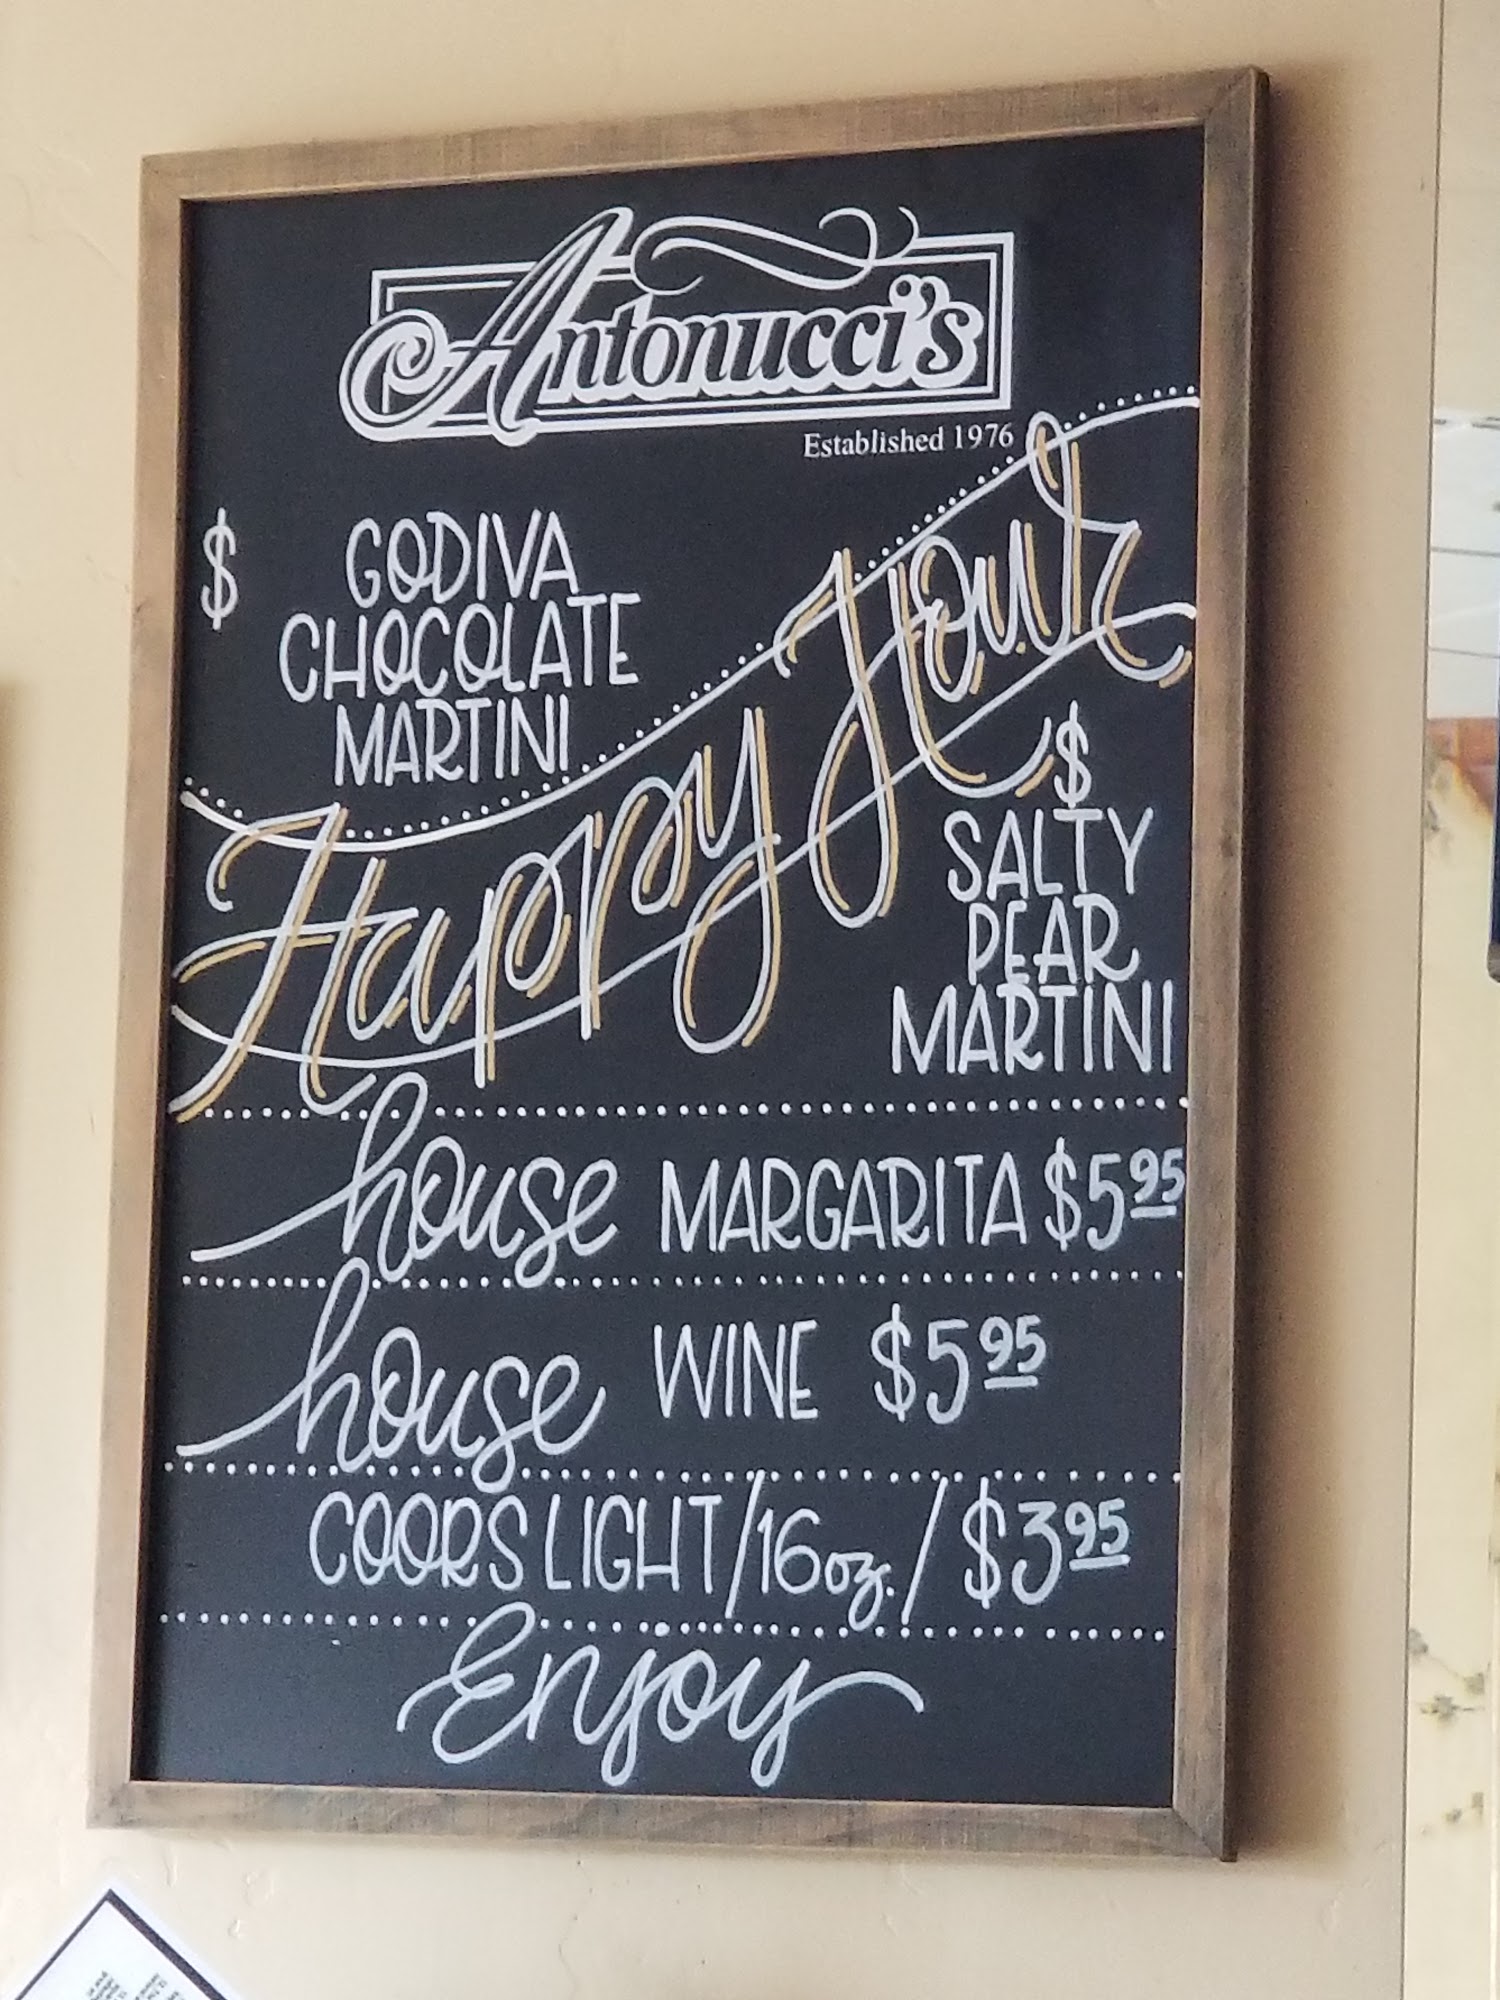 Antonucci's
Established 1976
$ GODIVA
CHOCOLATE
MARTINI
Happy Hour
$
SALTY
PEAR
MARTINI
house MARGARITA $5 95
house WINE $5 95
COORS LIGHT/16oz./$3 95
Enjoy